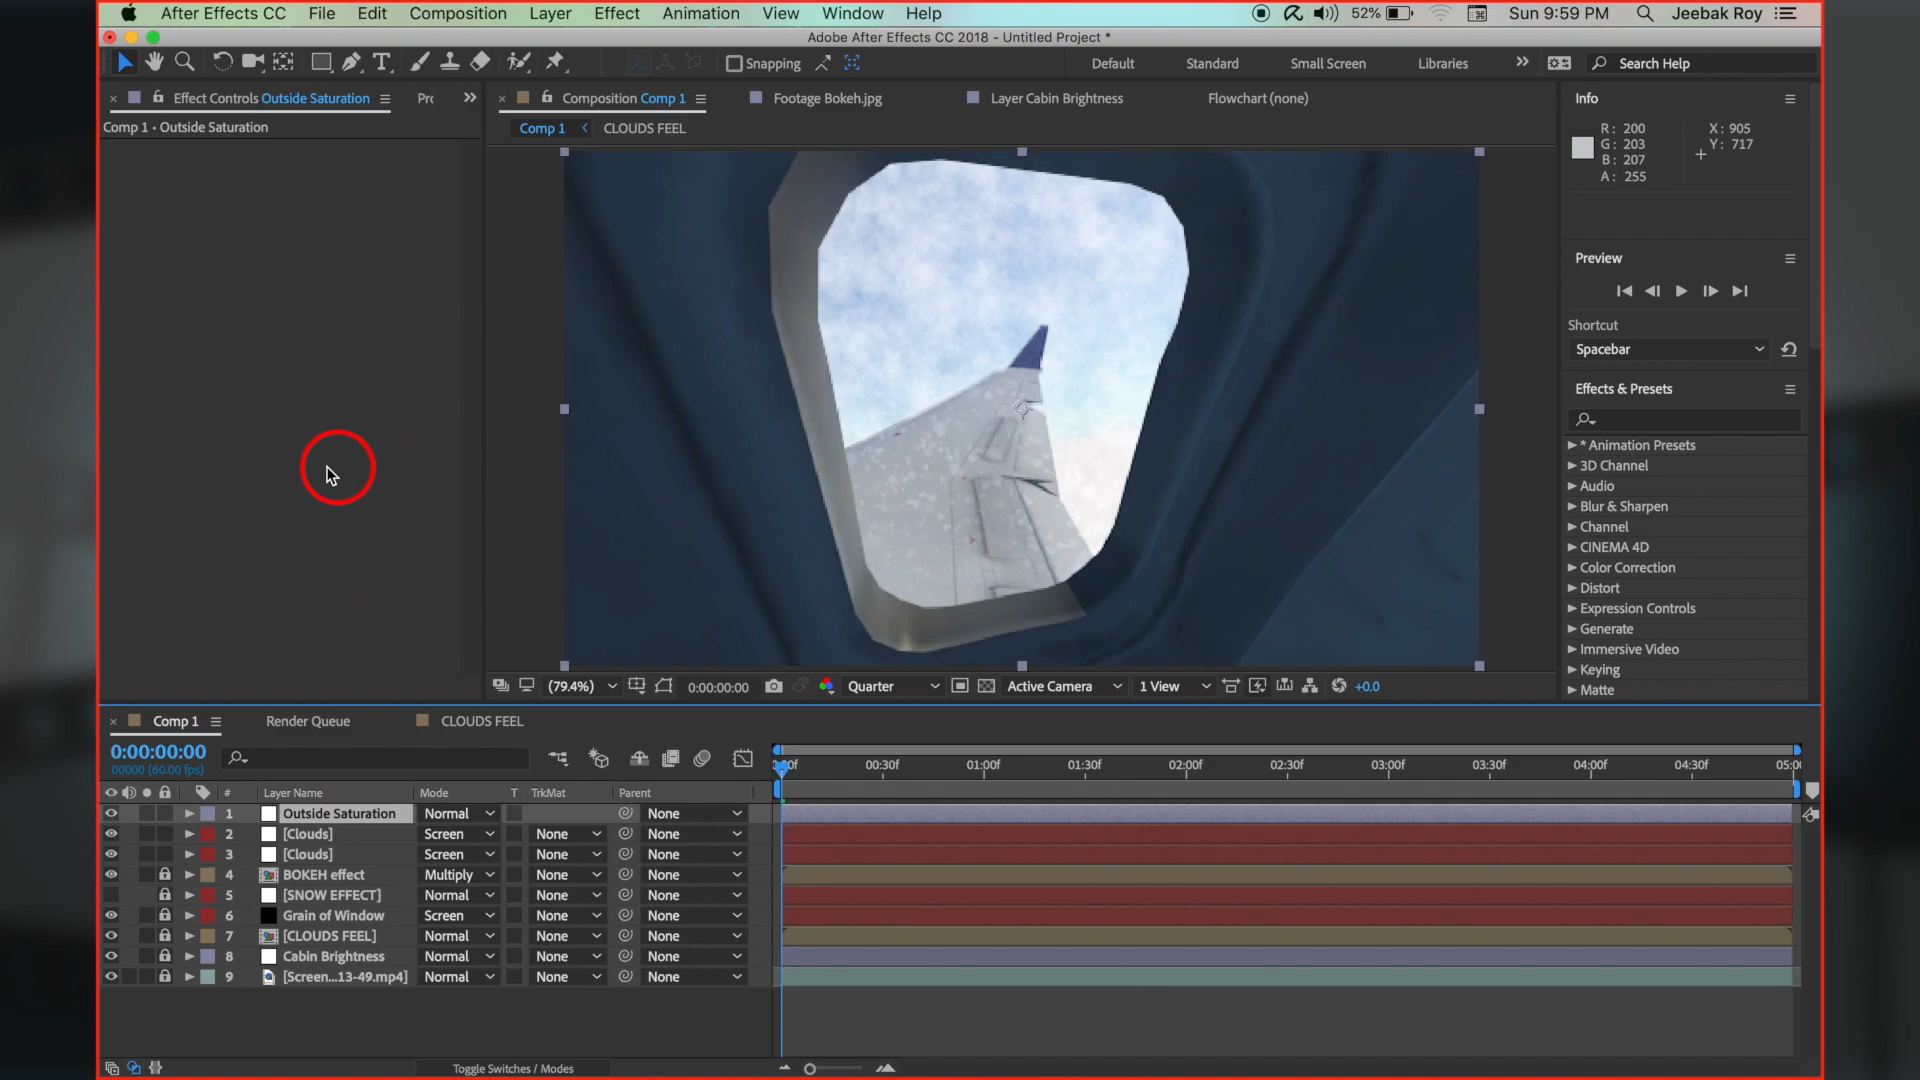 After Effects CC File Edit Composition Layer Effect Animation View Window Help 52% Sun 9:59 PM Jeebak Roy
Adobe After Effects CC 2018 - Untitled Project *
Snapping Default Standard Small Screen Libraries Search Help
Effect Controls Outside Saturation Pr Composition Comp 1 Footage Bokeh.jpg Layer Cabin Brightness Flowchart (none) Info
Comp 1 • Outside Saturation Comp 1 CLOUDS FEEL
R: 200 X: 905
G: 203 Y: 717
B: 207
A: 255
Preview
Shortcut
Spacebar
Effects & Presets
* Animation Presets
3D Channel
Audio
Blur & Sharpen
Channel
CINEMA 4D
Color Correction
Distort
Expression Controls
Generate
Immersive Video
Keying
Matte
(79.4%) 0:00:00:00 Quarter Active Camera 1 View +0.0
Comp 1 Render Queue CLOUDS FEEL
0:00:00:00
00000 (60.00 fps)
00f 00:30f 01:00f 01:30f 02:00f 02:30f 03:00f 03:30f 04:00f 04:30f 05:00
# Layer Name Mode T TrkMat Parent
1 Outside Saturation Normal None
2 [Clouds] Screen None None
3 [Clouds] Screen None None
4 BOKEH effect Multiply None None
5 [SNOW EFFECT] Normal None None
6 Grain of Window Screen None None
7 [CLOUDS FEEL] Normal None None
8 Cabin Brightness Normal None None
9 [Screen...13-49.mp4] Normal None None
Toggle Switches / Modes